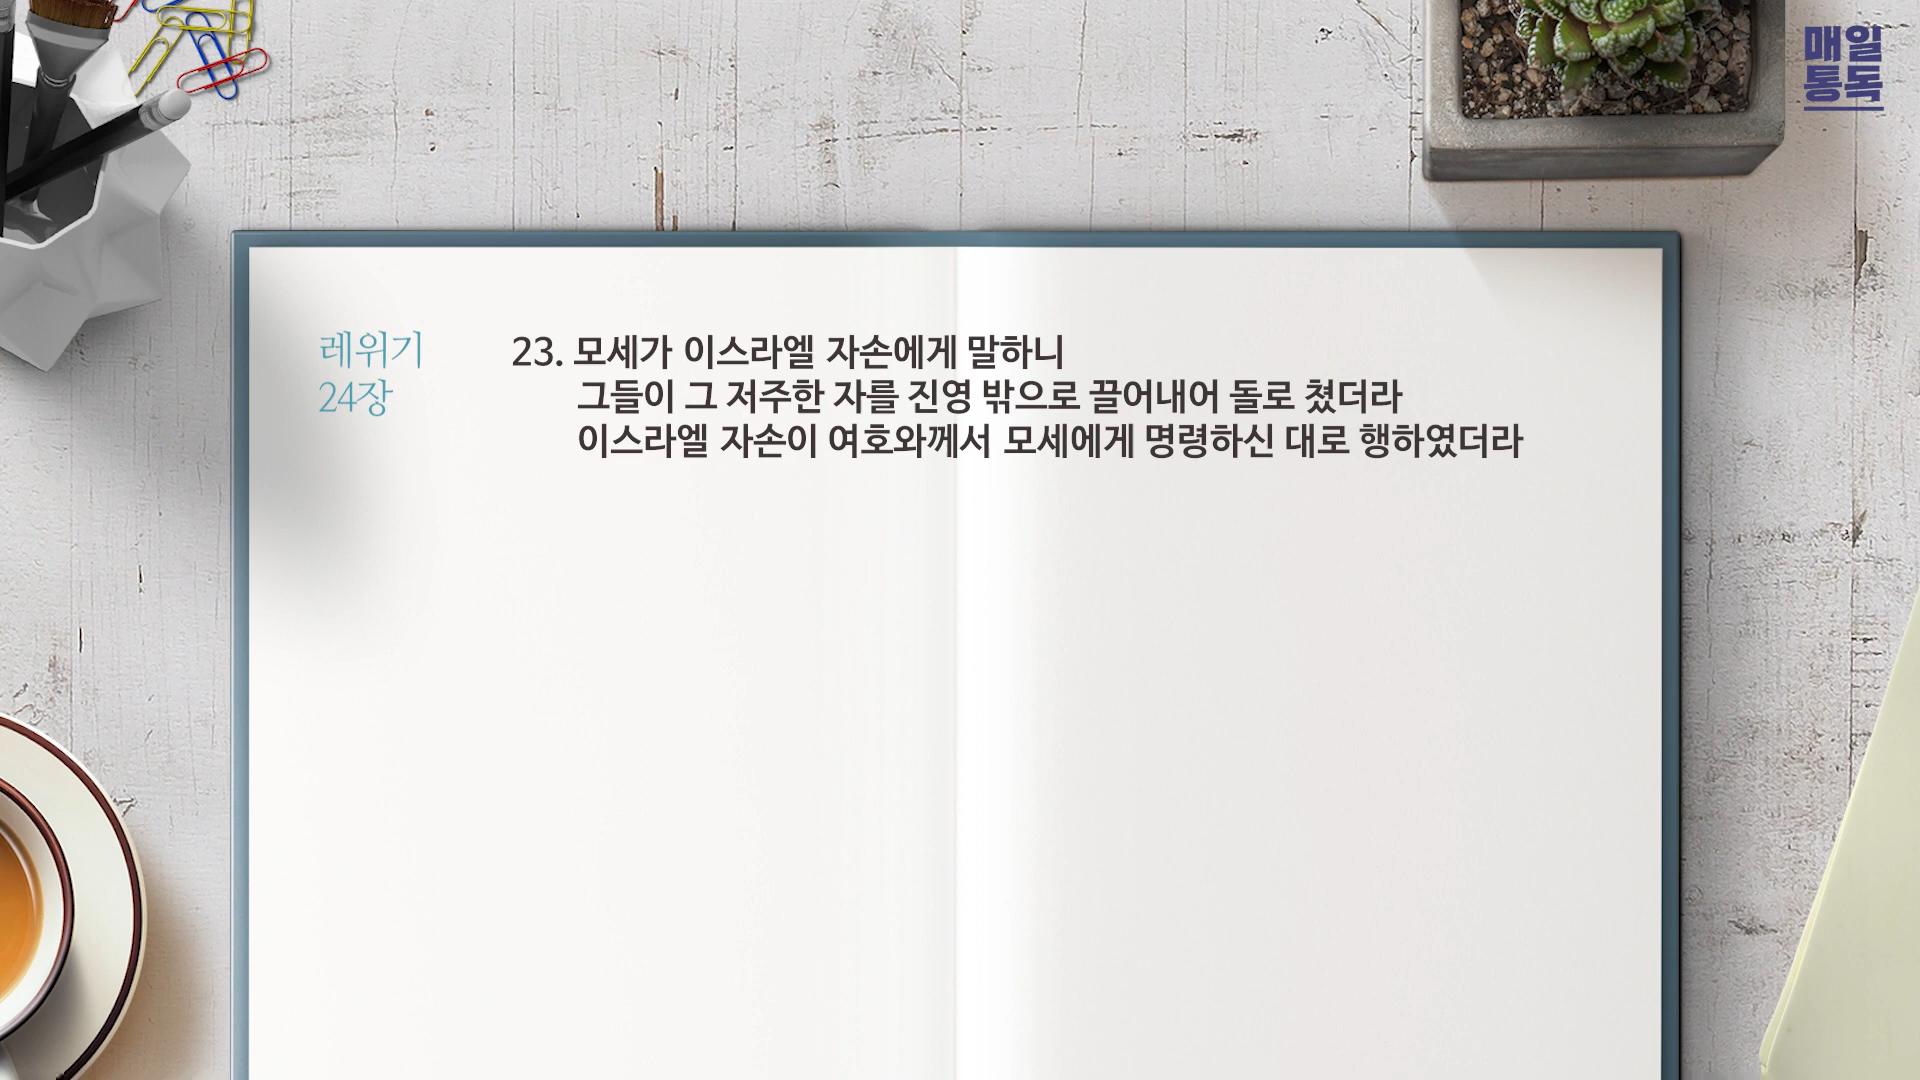 매일
통독
레위기
24장
23. 모세가 이스라엘 자손에게 말하니
그들이 그 저주한 자를 진영 밖으로 끌어내어 돌로 쳤더라
이스라엘 자손이 여호와께서 모세에게 명령하신 대로 행하였더라